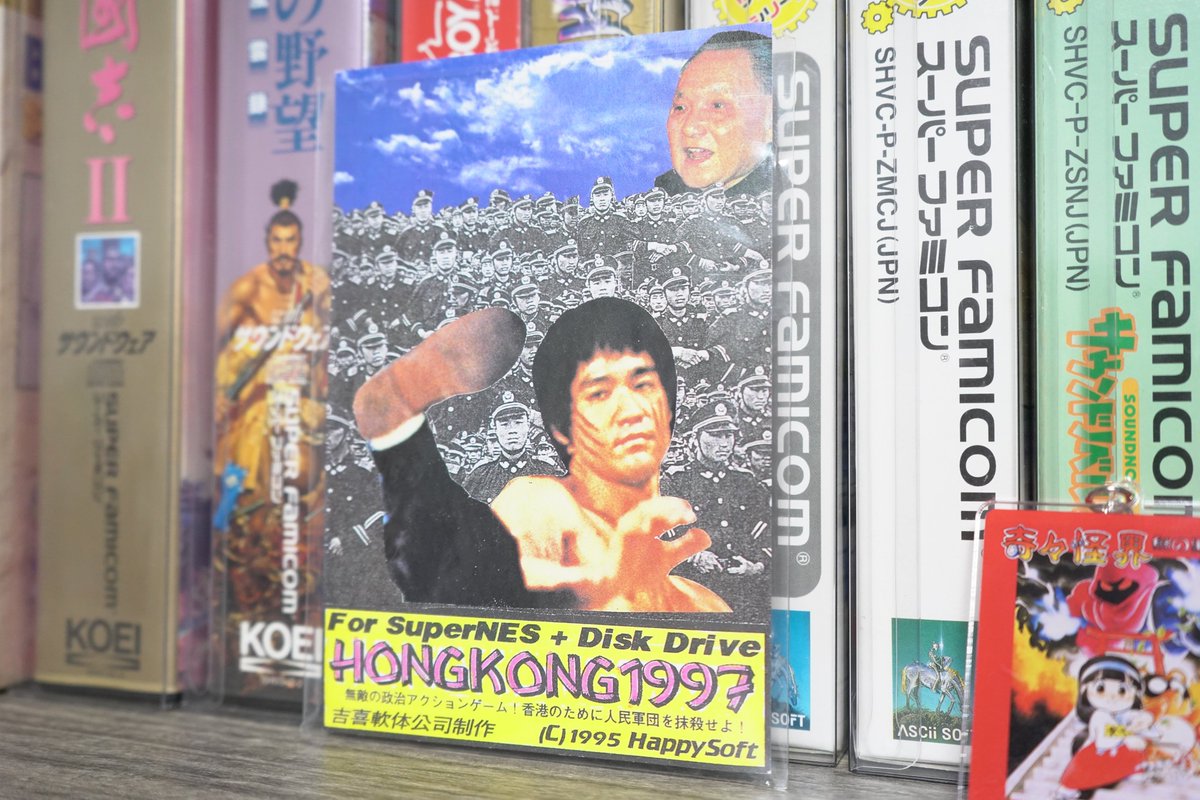 國志
II
サウンドウェア
SUPER Famicom
KOEI
の野望
サウンドウェア
SUPER Famicom
KOEI
For SuperNES + Disk Drive
HONGKONG1997
無敵の政治アクションゲーム！香港のために人民軍団を抹殺せよ！
吉喜軟体公司制作
(C)1995 HappySoft
SUPER Famicom®
SOFT
SUPER Famicom
スーパーファミコン®
SHVC-P-ZMCJ(JPN)
ASCii SO
SUPER Famicom
スーパーファミコン®
SHVC-P-ZSNJ(JPN)
奇々怪界